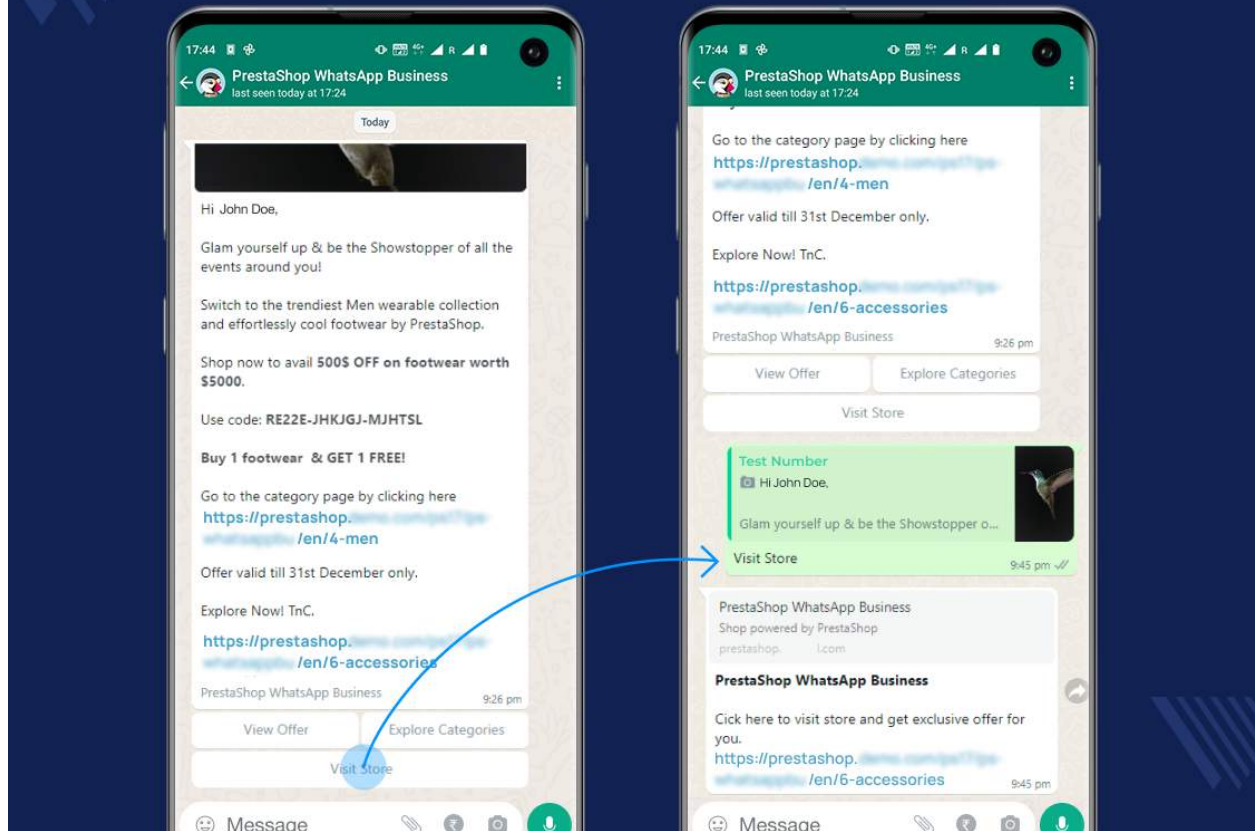 17:44
R
PrestaShop WhatsApp Business
last seen today at 17:24
Today
Hi John Doe,
Glam yourself up & be the Showstopper of all the
events around you!
Switch to the trendiest Men wearable collection
and effortlessly cool footwear by PrestaShop.
Shop now to avail 500$ OFF on footwear worth
$5000.
Use code: RE22E-JHKJGJ-MJHTSL
Buy 1 footwear & GET 1 FREE!
Go to the category page by clicking here
https://prestashop.
/en/4-men
Offer valid till 31st December only.
Explore Now! TnC.
https://prestashop.
/en/6-accessories
PrestaShop WhatsApp Business
9:26 pm
View Offer
Explore Categories
Visit Store
Message
17:44
R
PrestaShop WhatsApp Business
last seen today at 17:24
Go to the category page by clicking here
https://prestashop.
/en/4-men
Offer valid till 31st December only.
Explore Now! TnC.
https://prestashop.
/en/6-accessories
PrestaShop WhatsApp Business
9:26 pm
View Offer
Explore Categories
Visit Store
Test Number
Hi John Doe,
Glam yourself up & be the Showstopper o...
Visit Store
9:45 pm
PrestaShop WhatsApp Business
Shop powered by PrestaShop
prestashop. l.com
PrestaShop WhatsApp Business
Cick here to visit store and get exclusive offer for
you.
https://prestashop.
/en/6-accessories
9:45 pm
Message